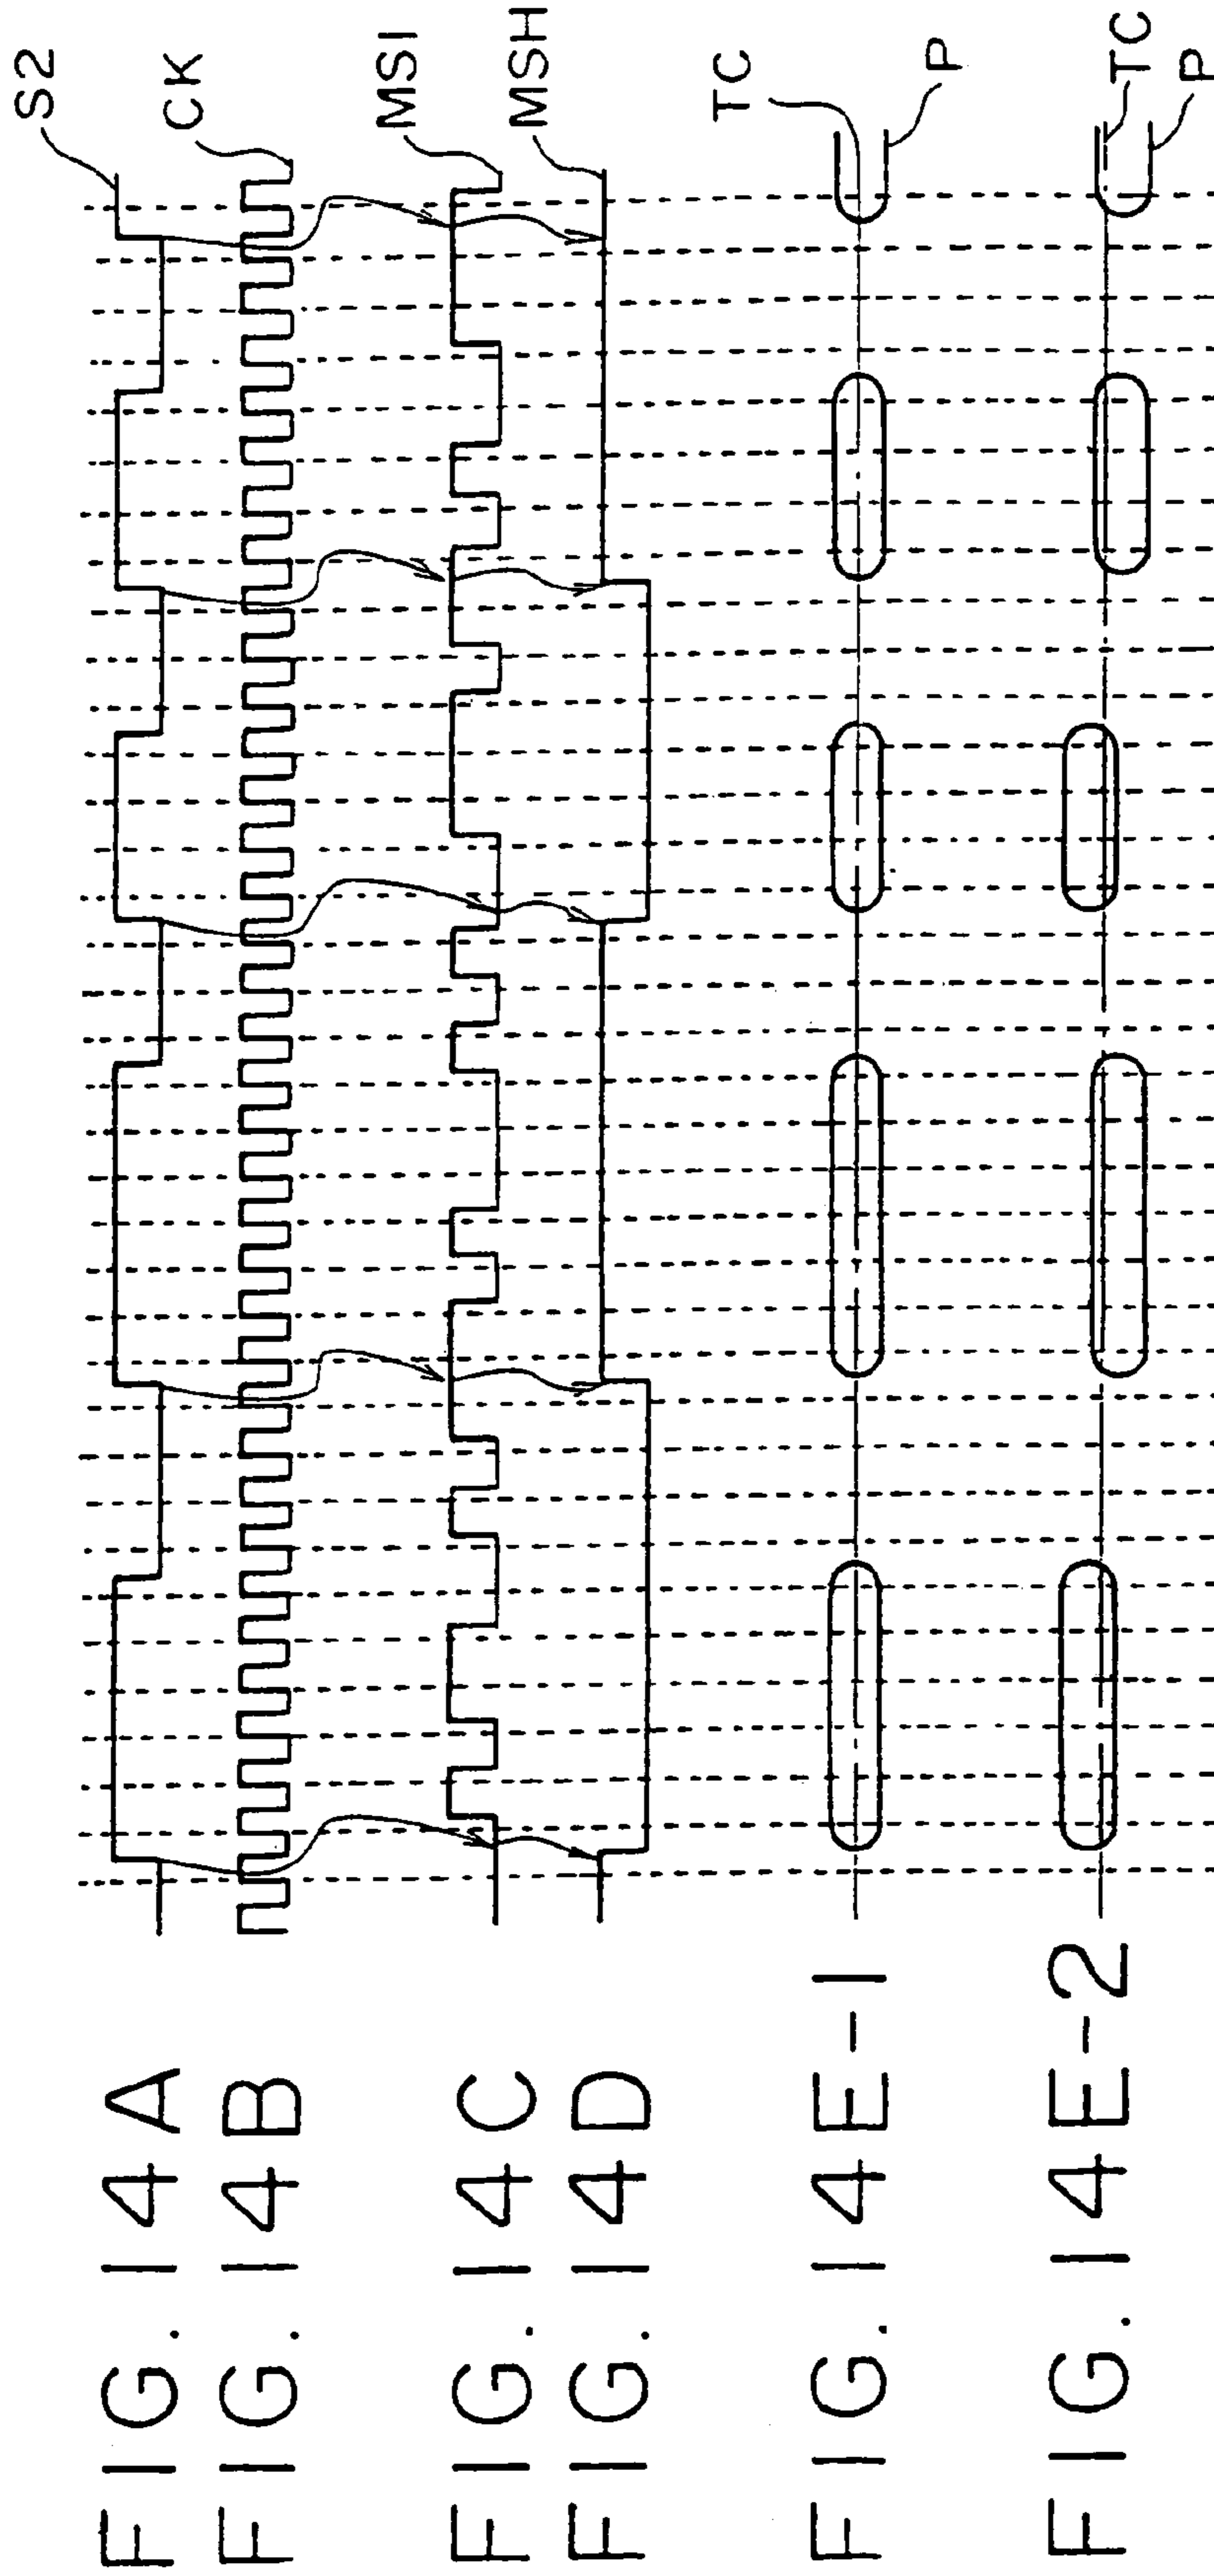 FIG. 14A
S2
FIG. 14B
CK
FIG. 14C
MS1
FIG. 14D
MSH
FIG. 14E-1
TC
P
FIG. 14E-2
TC
P